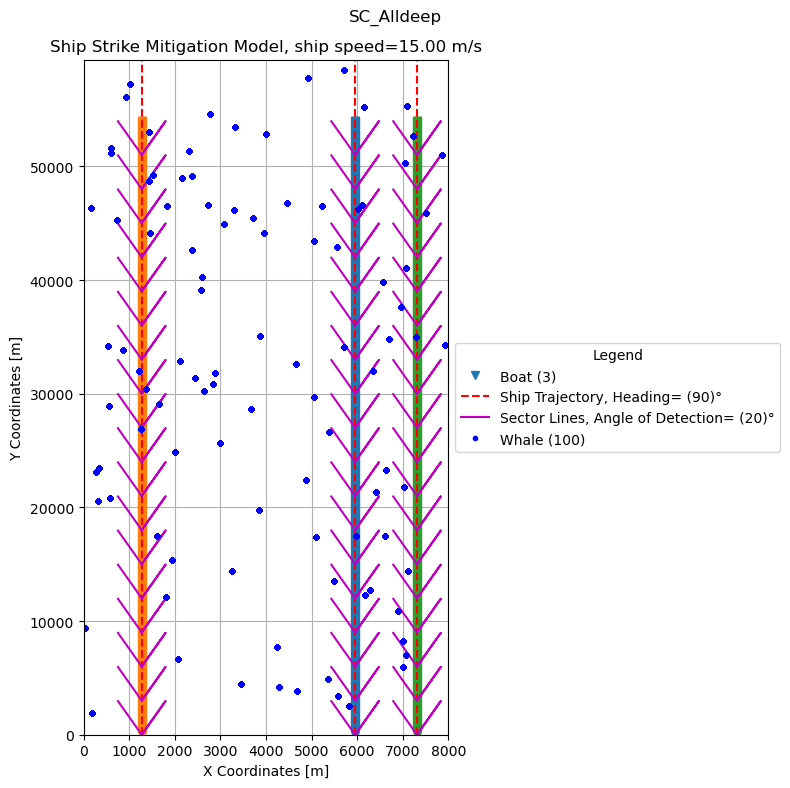 SC_Alldeep
Ship Strike Mitigation Model, ship speed=15.00 m/s
50000
40000
30000
20000
10000
0
Y Coordinates [m]
0 1000 2000 3000 4000 5000 6000 7000 8000
X Coordinates [m]
Legend
Boat (3)
Ship Trajectory, Heading= (90)°
Sector Lines, Angle of Detection= (20)°
Whale (100)